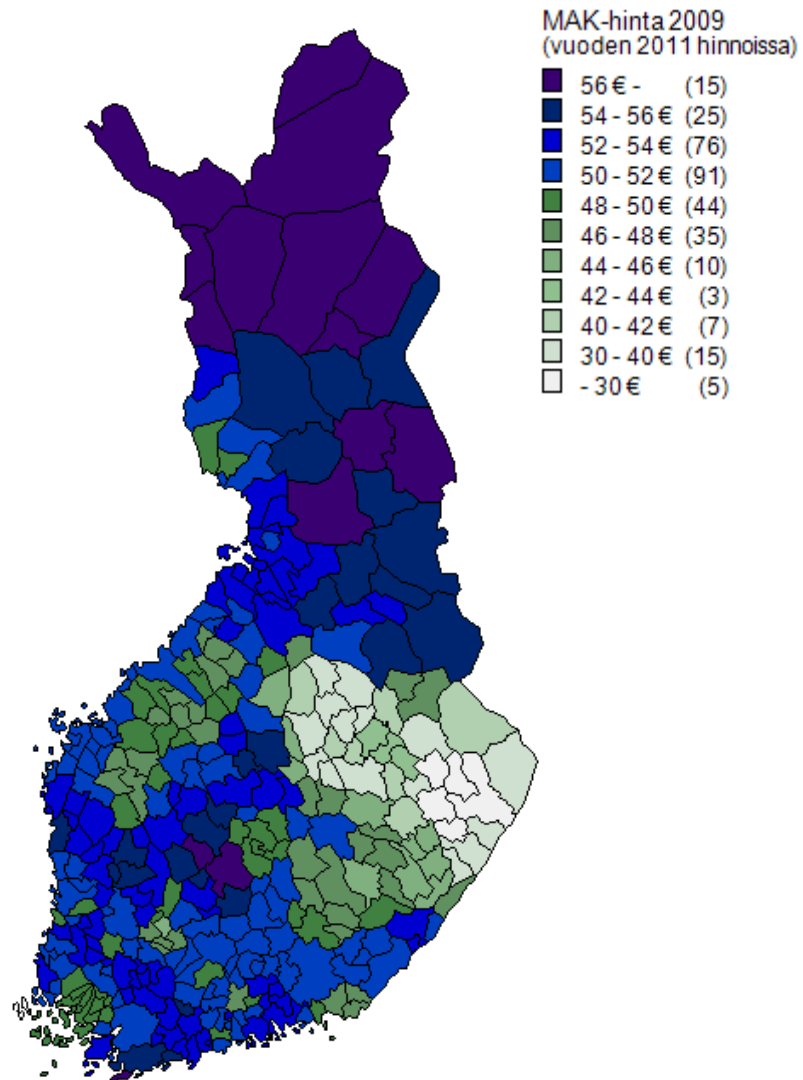 MAK-hinta 2009
(vuoden 2011 hinnoissa)
56 € - (15)
54 - 56 € (25)
52 - 54 € (76)
50 - 52 € (91)
48 - 50 € (44)
46 - 48 € (35)
44 - 46 € (10)
42 - 44 € (3)
40 - 42 € (7)
30 - 40 € (15)
- 30 € (5)